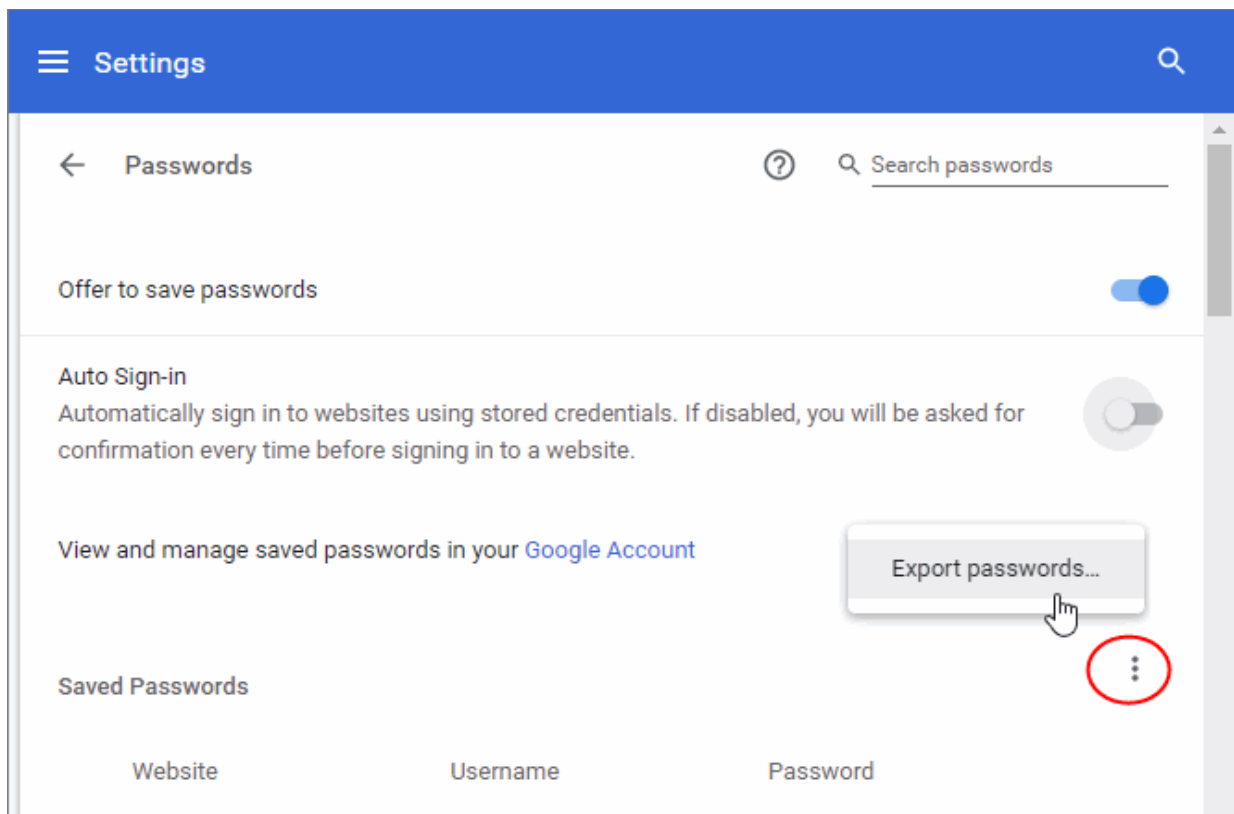 Settings
Passwords
Search passwords
Offer to save passwords
Auto Sign-in
Automatically sign in to websites using stored credentials. If disabled, you will be asked for
confirmation every time before signing in to a website.
View and manage saved passwords in your Google Account
Export passwords...
Saved Passwords
Website Username Password